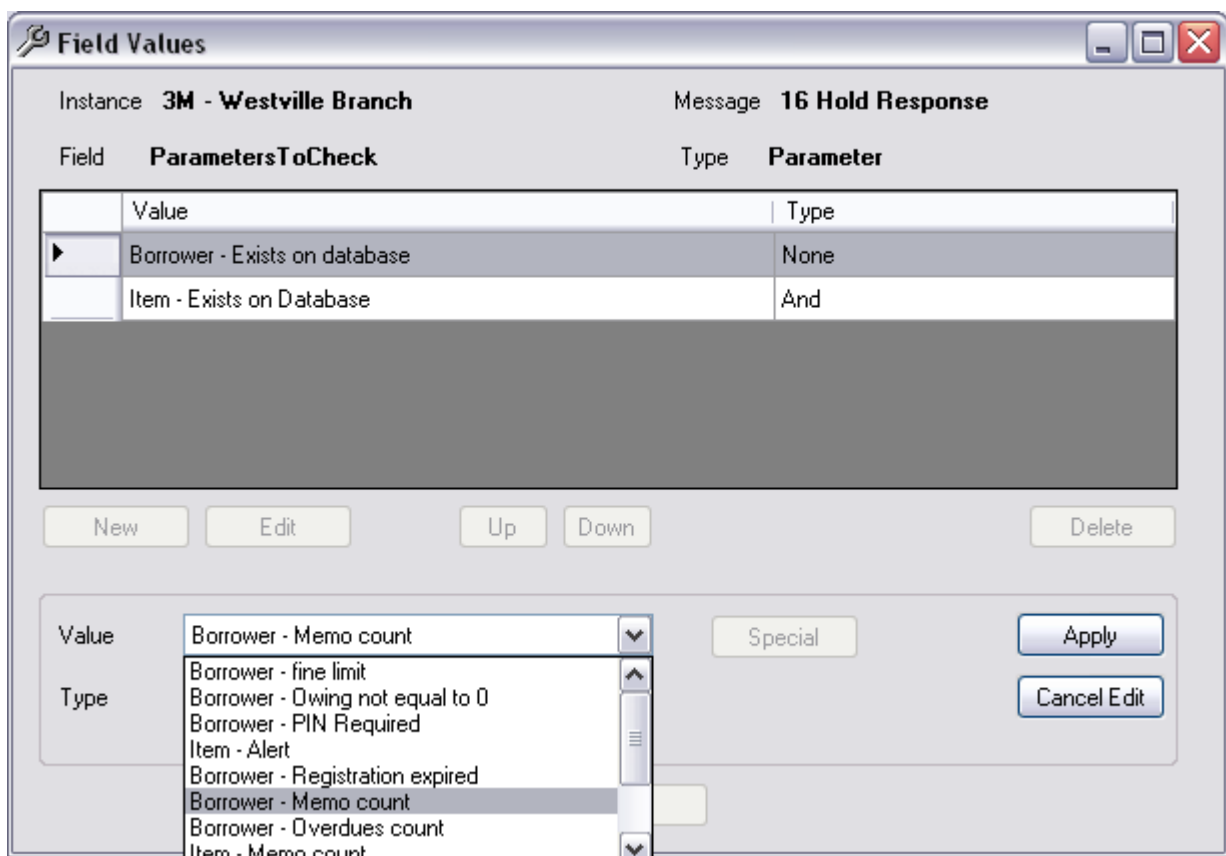 Field Values
Instance 3M - Westville Branch Message 16 Hold Response
Field ParametersToCheck Type Parameter
Value Type
Borrower - Exists on database None
Item - Exists on Database And
New Edit Up Down Delete
Value Borrower - Memo count Special Apply
Borrower - fine limit
Type Borrower - Owing not equal to 0 Cancel Edit
Borrower - PIN Required
Item - Alert
Borrower - Registration expired
Borrower - Memo count
Borrower - Overdues count
Item - Memo count